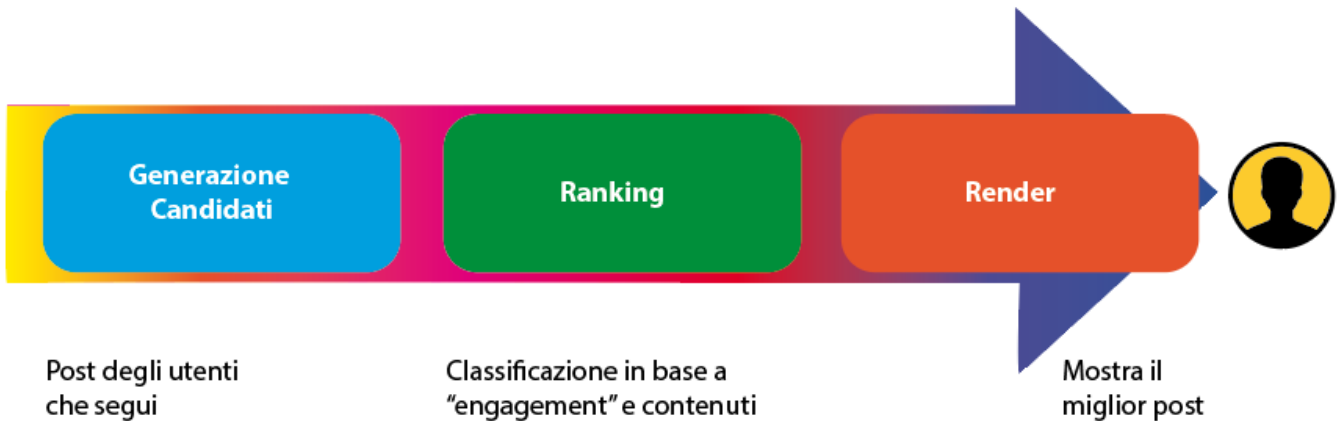 Generazione
Candidati
Ranking
Render
Post degli utenti
che segui
Classificazione in base a
“engagement” e contenuti
Mostra il
miglior post